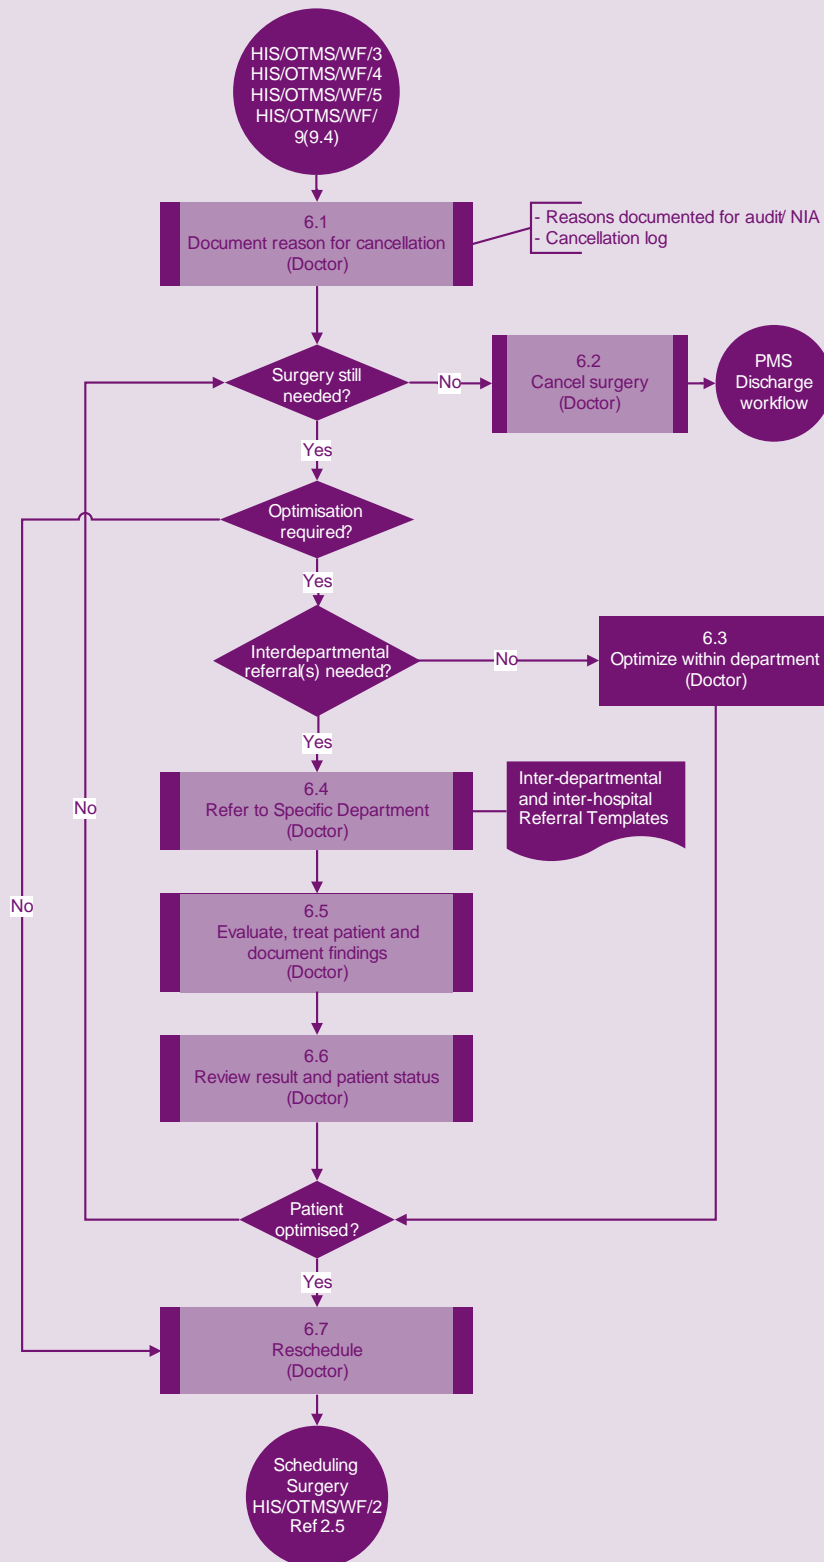 HIS/OTMS/WF/3
HIS/OTMS/WF/4
HIS/OTMS/WF/5
HIS/OTMS/WF/
9(9.4)
6.1
Document reason for cancellation
(Doctor)
- Reasons documented for audit/ NIA
- Cancellation log
Surgery still
needed?
No
6.2
Cancel surgery
(Doctor)
PMS
Discharge
workflow
Yes
Optimisation
required?
Yes
Interdepartmental
referral(s) needed?
No
6.3
Optimize within department
(Doctor)
Yes
6.4
Refer to Specific Department
(Doctor)
Inter-departmental
and inter-hospital
Referral Templates
No
No
6.5
Evaluate, treat patient and
document findings
(Doctor)
6.6
Review result and patient status
(Doctor)
Patient
optimised?
Yes
6.7
Reschedule
(Doctor)
Scheduling
Surgery
HIS/OTMS/WF/2
Ref 2.5